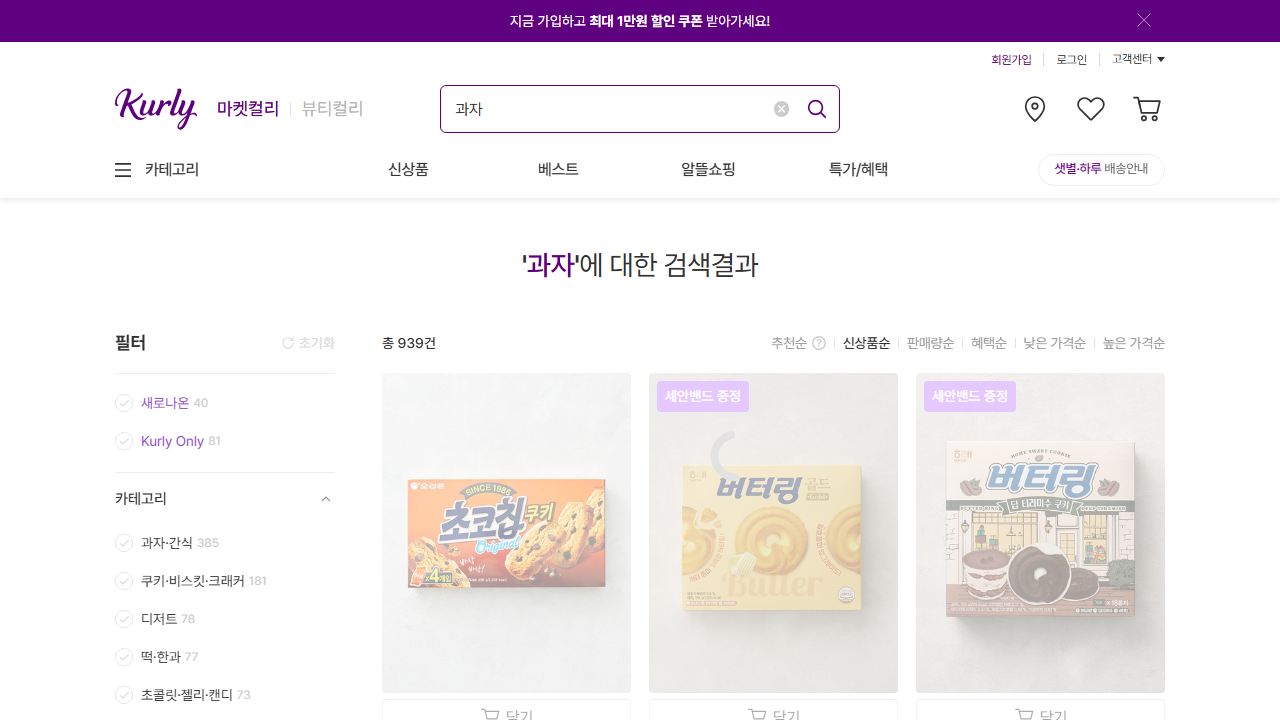 지금 가입하고 최대 1만원 할인 쿠폰 받아가세요!
회원가입
로그인
고객센터
Kurly
마켓컬리
뷰티컬리
과자
카테고리
신상품
베스트
알뜰쇼핑
특가/혜택
샛별·하루 배송안내
'과자'에 대한 검색결과
필터
초기화
총 939건
추천순
신상품순
판매량순
혜택순
낮은 가격순
높은 가격순
새로나온 40
Kurly Only 81
카테고리
과자·간식 385
쿠키·비스킷·크래커 181
디저트 78
떡·한과 77
초콜릿·젤리·캔디 73
오리온
SINCE 1988
초코칩쿠키
Original
x4개입
담기
세안밴드 증정
해태
버터링
골드
Butter
담기
세안밴드 증정
해태
HOME SWEET COOKIE
버터링
딥 티라미수 쿠키
담기